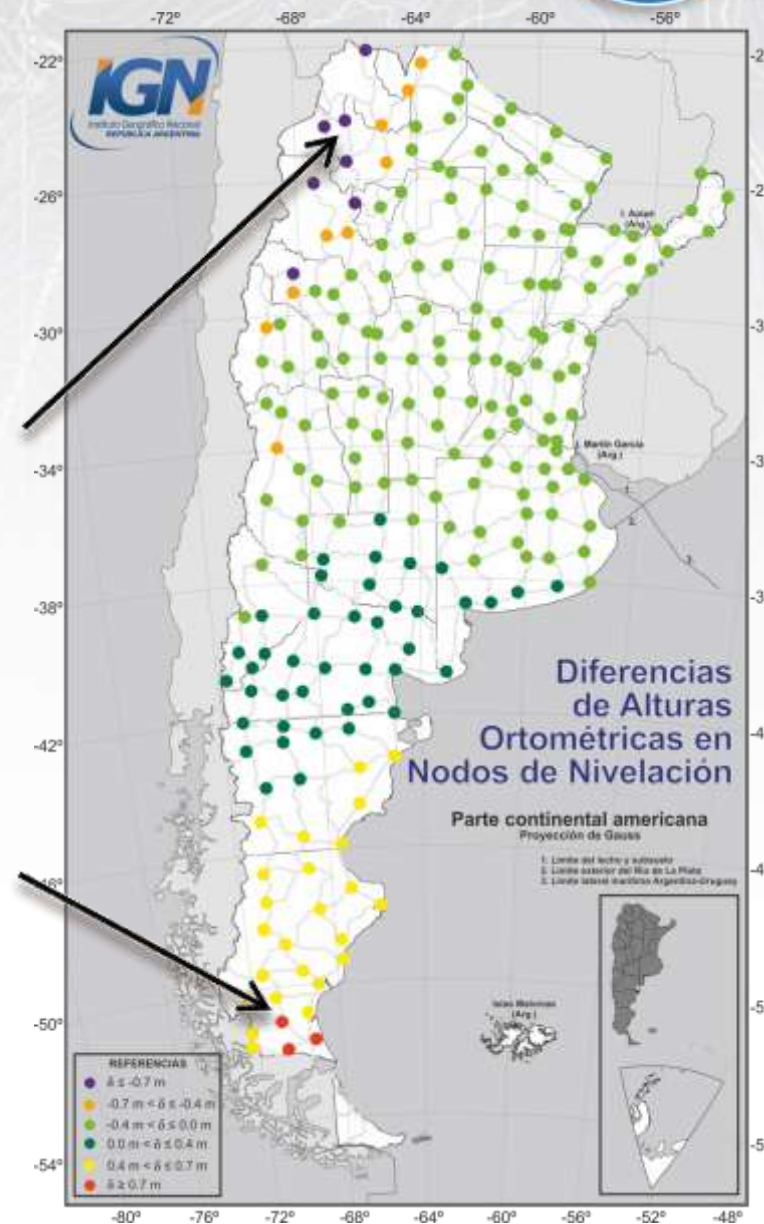 -72°
-68°
-64°
-60°
-56°
-22°
IGN
Instituto Geográfico Nacional
REPÚBLICA ARGENTINA
-26°
I. Apipé
(Arg.)
-30°
I. Martín García
(Arg.)
-34°
1.
2.
3.
-38°
Diferencias
de Alturas
Ortométricas en
Nodos de Nivelación
-42°
Parte continental americana
Proyección de Gauss
1. Límite del lecho y subsuelo
2. Límite exterior del Río de La Plata
3. Límite lateral marítimo Argentino-Uruguayo
Islas Malvinas
(Arg.)
-50°
REFERENCIAS
δ ≤ -0.7 m
-0.7 m < δ ≤ -0.4 m
-0.4 m < δ ≤ 0.0 m
0.0 m < δ ≤ 0.4 m
0.4 m < δ ≤ 0.7 m
δ ≥ 0.7 m
-54°
-80°
-76°
-72°
-68°
-64°
-60°
-56°
-52°
-48°